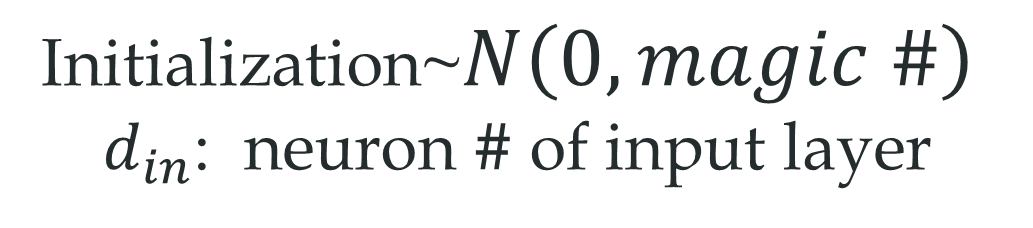 Initialization~N(0, magic #)
d_in: neuron # of input layer